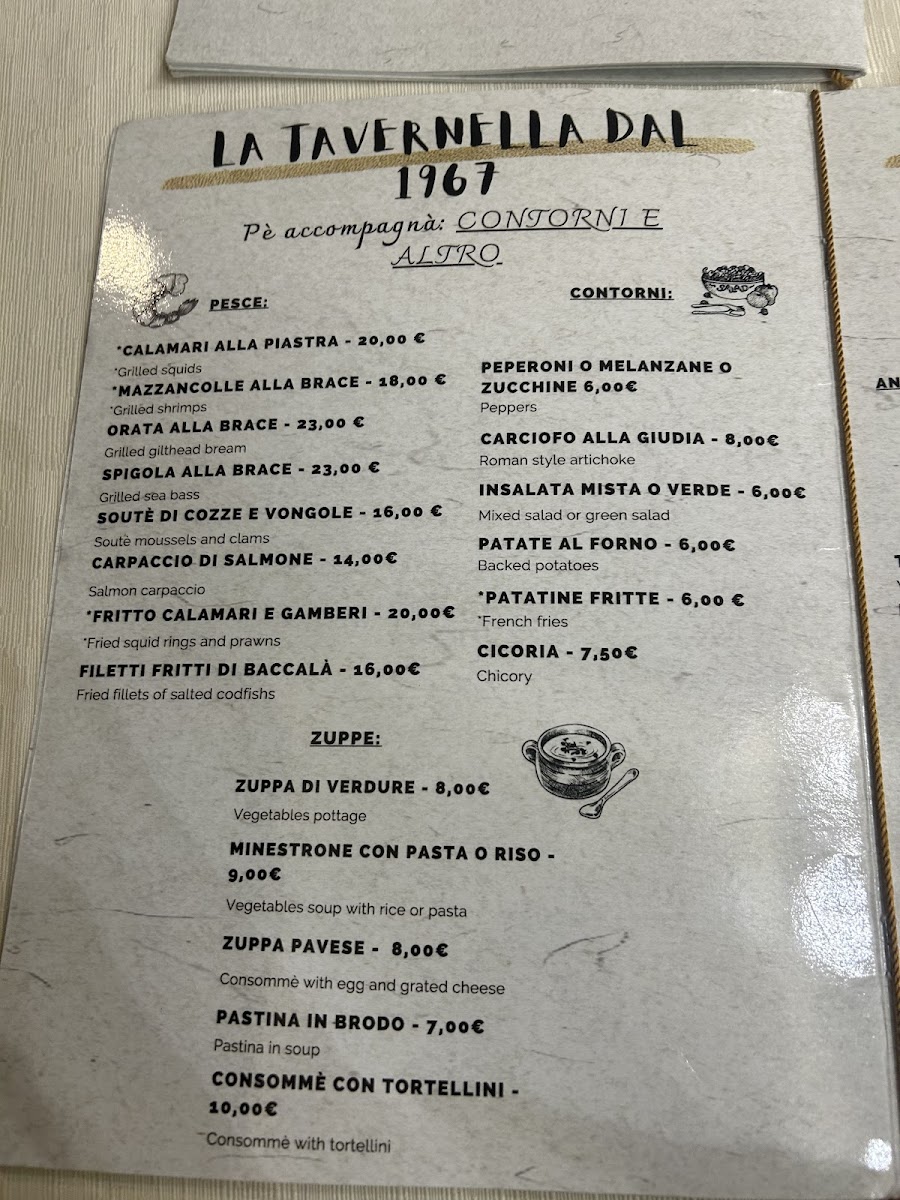 LA TAVERNELLA DAL
1967
Pè accompagnà: CONTORNI E
ALTRO
PESCE:
*CALAMARI ALLA PIASTRA - 20,00 €
*Grilled squids
*MAZZANCOLLE ALLA BRACE - 18,00 €
*Grilled shrimps
ORATA ALLA BRACE - 23,00 €
Grilled gilthead bream
SPIGOLA ALLA BRACE - 23,00 €
Grilled sea bass
SOUTÈ DI COZZE E VONGOLE - 16,00 €
Soutè moussels and clams
CARPACCIO DI SALMONE - 14,00€
Salmon carpaccio
*FRITTO CALAMARI E GAMBERI - 20,00€
*Fried squid rings and prawns
FILETTI FRITTI DI BACCALÀ - 16,00€
Fried fillets of salted codfishs
CONTORNI:
SALAD
PEPERONI O MELANZANE O
ZUCCHINE 6,00€
Peppers
CARCIOFO ALLA GIUDIA - 8,00€
Roman style artichoke
INSALATA MISTA O VERDE - 6,00€
Mixed salad or green salad
PATATE AL FORNO - 6,00€
Backed potatoes
*PATATINE FRITTE - 6,00 €
*French fries
CICORIA - 7,50€
Chicory
ZUPPE:
ZUPPA DI VERDURE - 8,00€
Vegetables pottage
MINESTRONE CON PASTA O RISO -
9,00€
Vegetables soup with rice or pasta
ZUPPA PAVESE - 8,00€
Consommè with egg and grated cheese
PASTINA IN BRODO - 7,00€
Pastina in soup
CONSOMMÈ CON TORTELLINI -
10,00€
Consommè with tortellini
AN